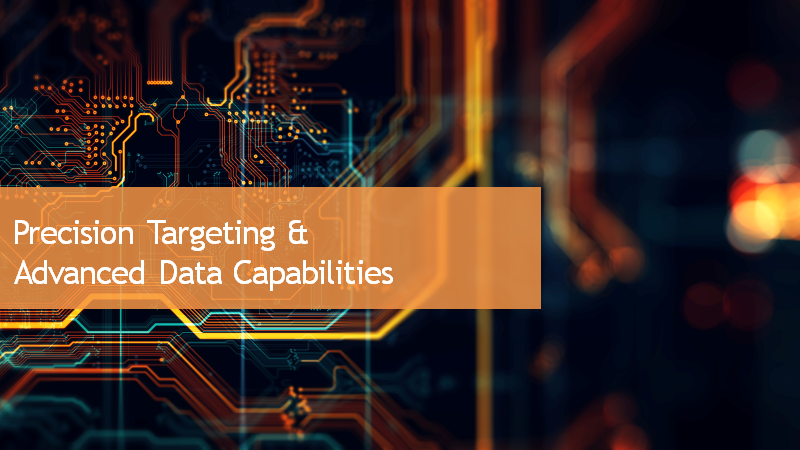 Precision Targeting &
Advanced Data Capabilities